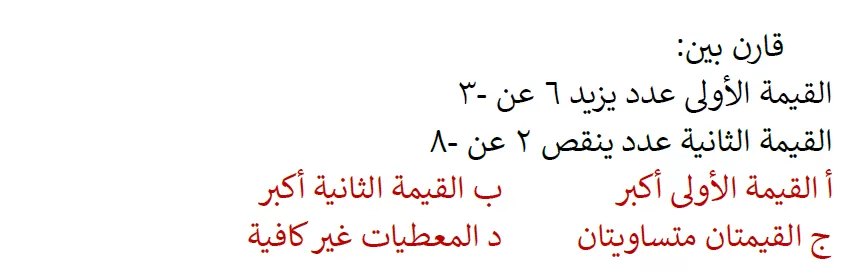 قارن بين:
القيمة الأولى عدد يزيد ٦ عن -٣
القيمة الثانية عدد ينقص ٢ عن -٨
أ القيمة الأولى أكبر ب القيمة الثانية أكبر
ج القيمتان متساويتان د المعطيات غير كافية